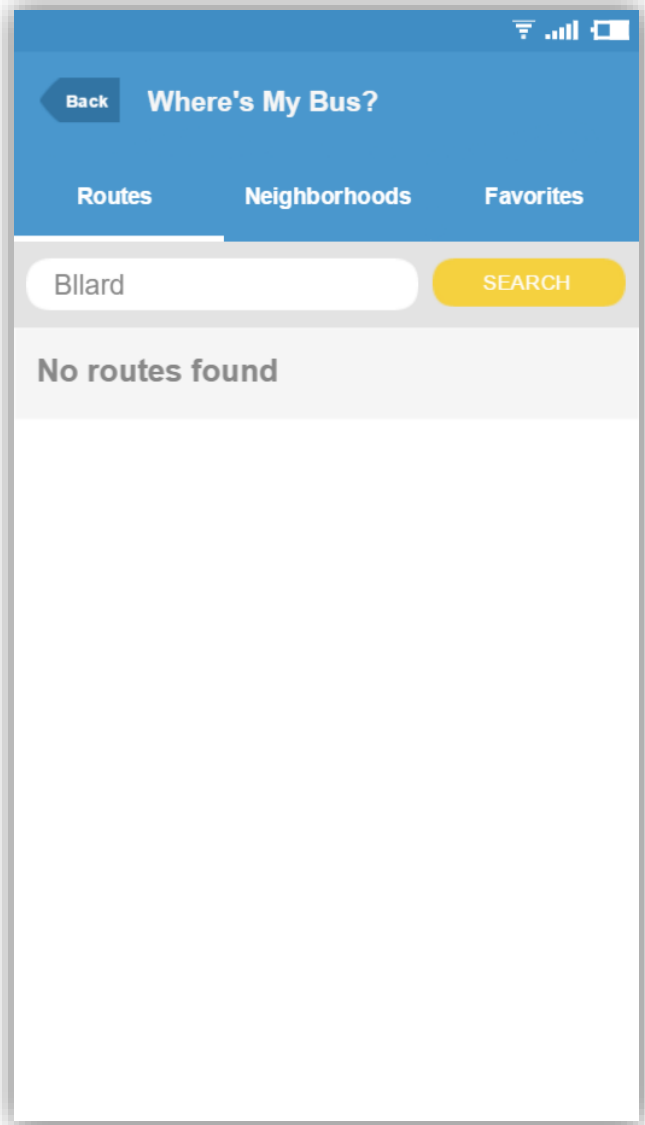 Back
Where's My Bus?
Routes Neighborhoods Favorites
Bllard SEARCH
No routes found